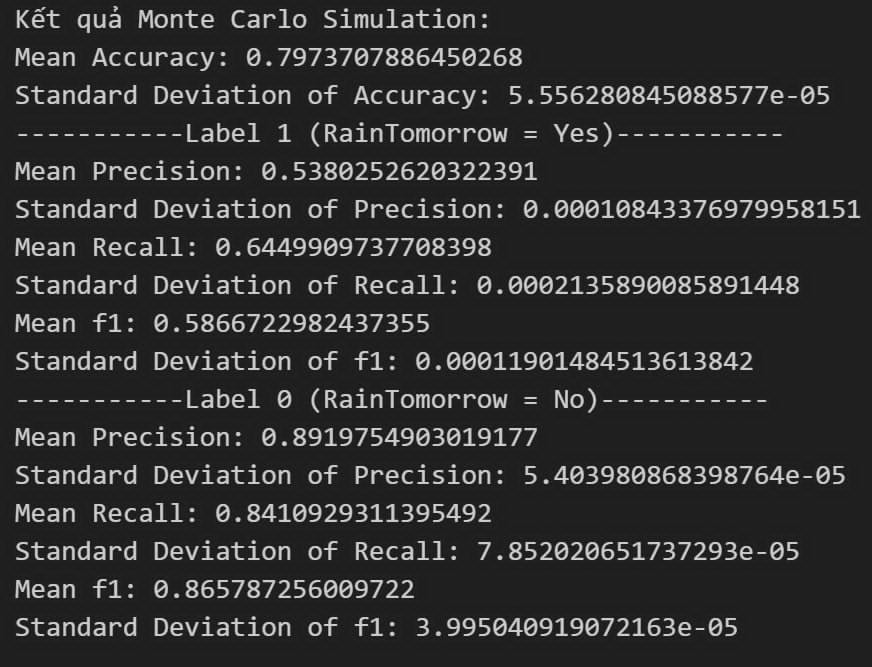 Kết quả Monte Carlo Simulation:
Mean Accuracy: 0.7973707886450268
Standard Deviation of Accuracy: 5.556280845088577e-05
-----------Label 1 (RainTomorrow = Yes)-----------
Mean Precision: 0.5380252620322391
Standard Deviation of Precision: 0.00010843376979958151
Mean Recall: 0.6449909737708398
Standard Deviation of Recall: 0.0002135890085891448
Mean f1: 0.5866722982437355
Standard Deviation of f1: 0.00011901484513613842
-----------Label 0 (RainTomorrow = No)-----------
Mean Precision: 0.8919754903019177
Standard Deviation of Precision: 5.403980868398764e-05
Mean Recall: 0.8410929311395492
Standard Deviation of Recall: 7.852020651737293e-05
Mean f1: 0.865787256009722
Standard Deviation of f1: 3.995040919072163e-05